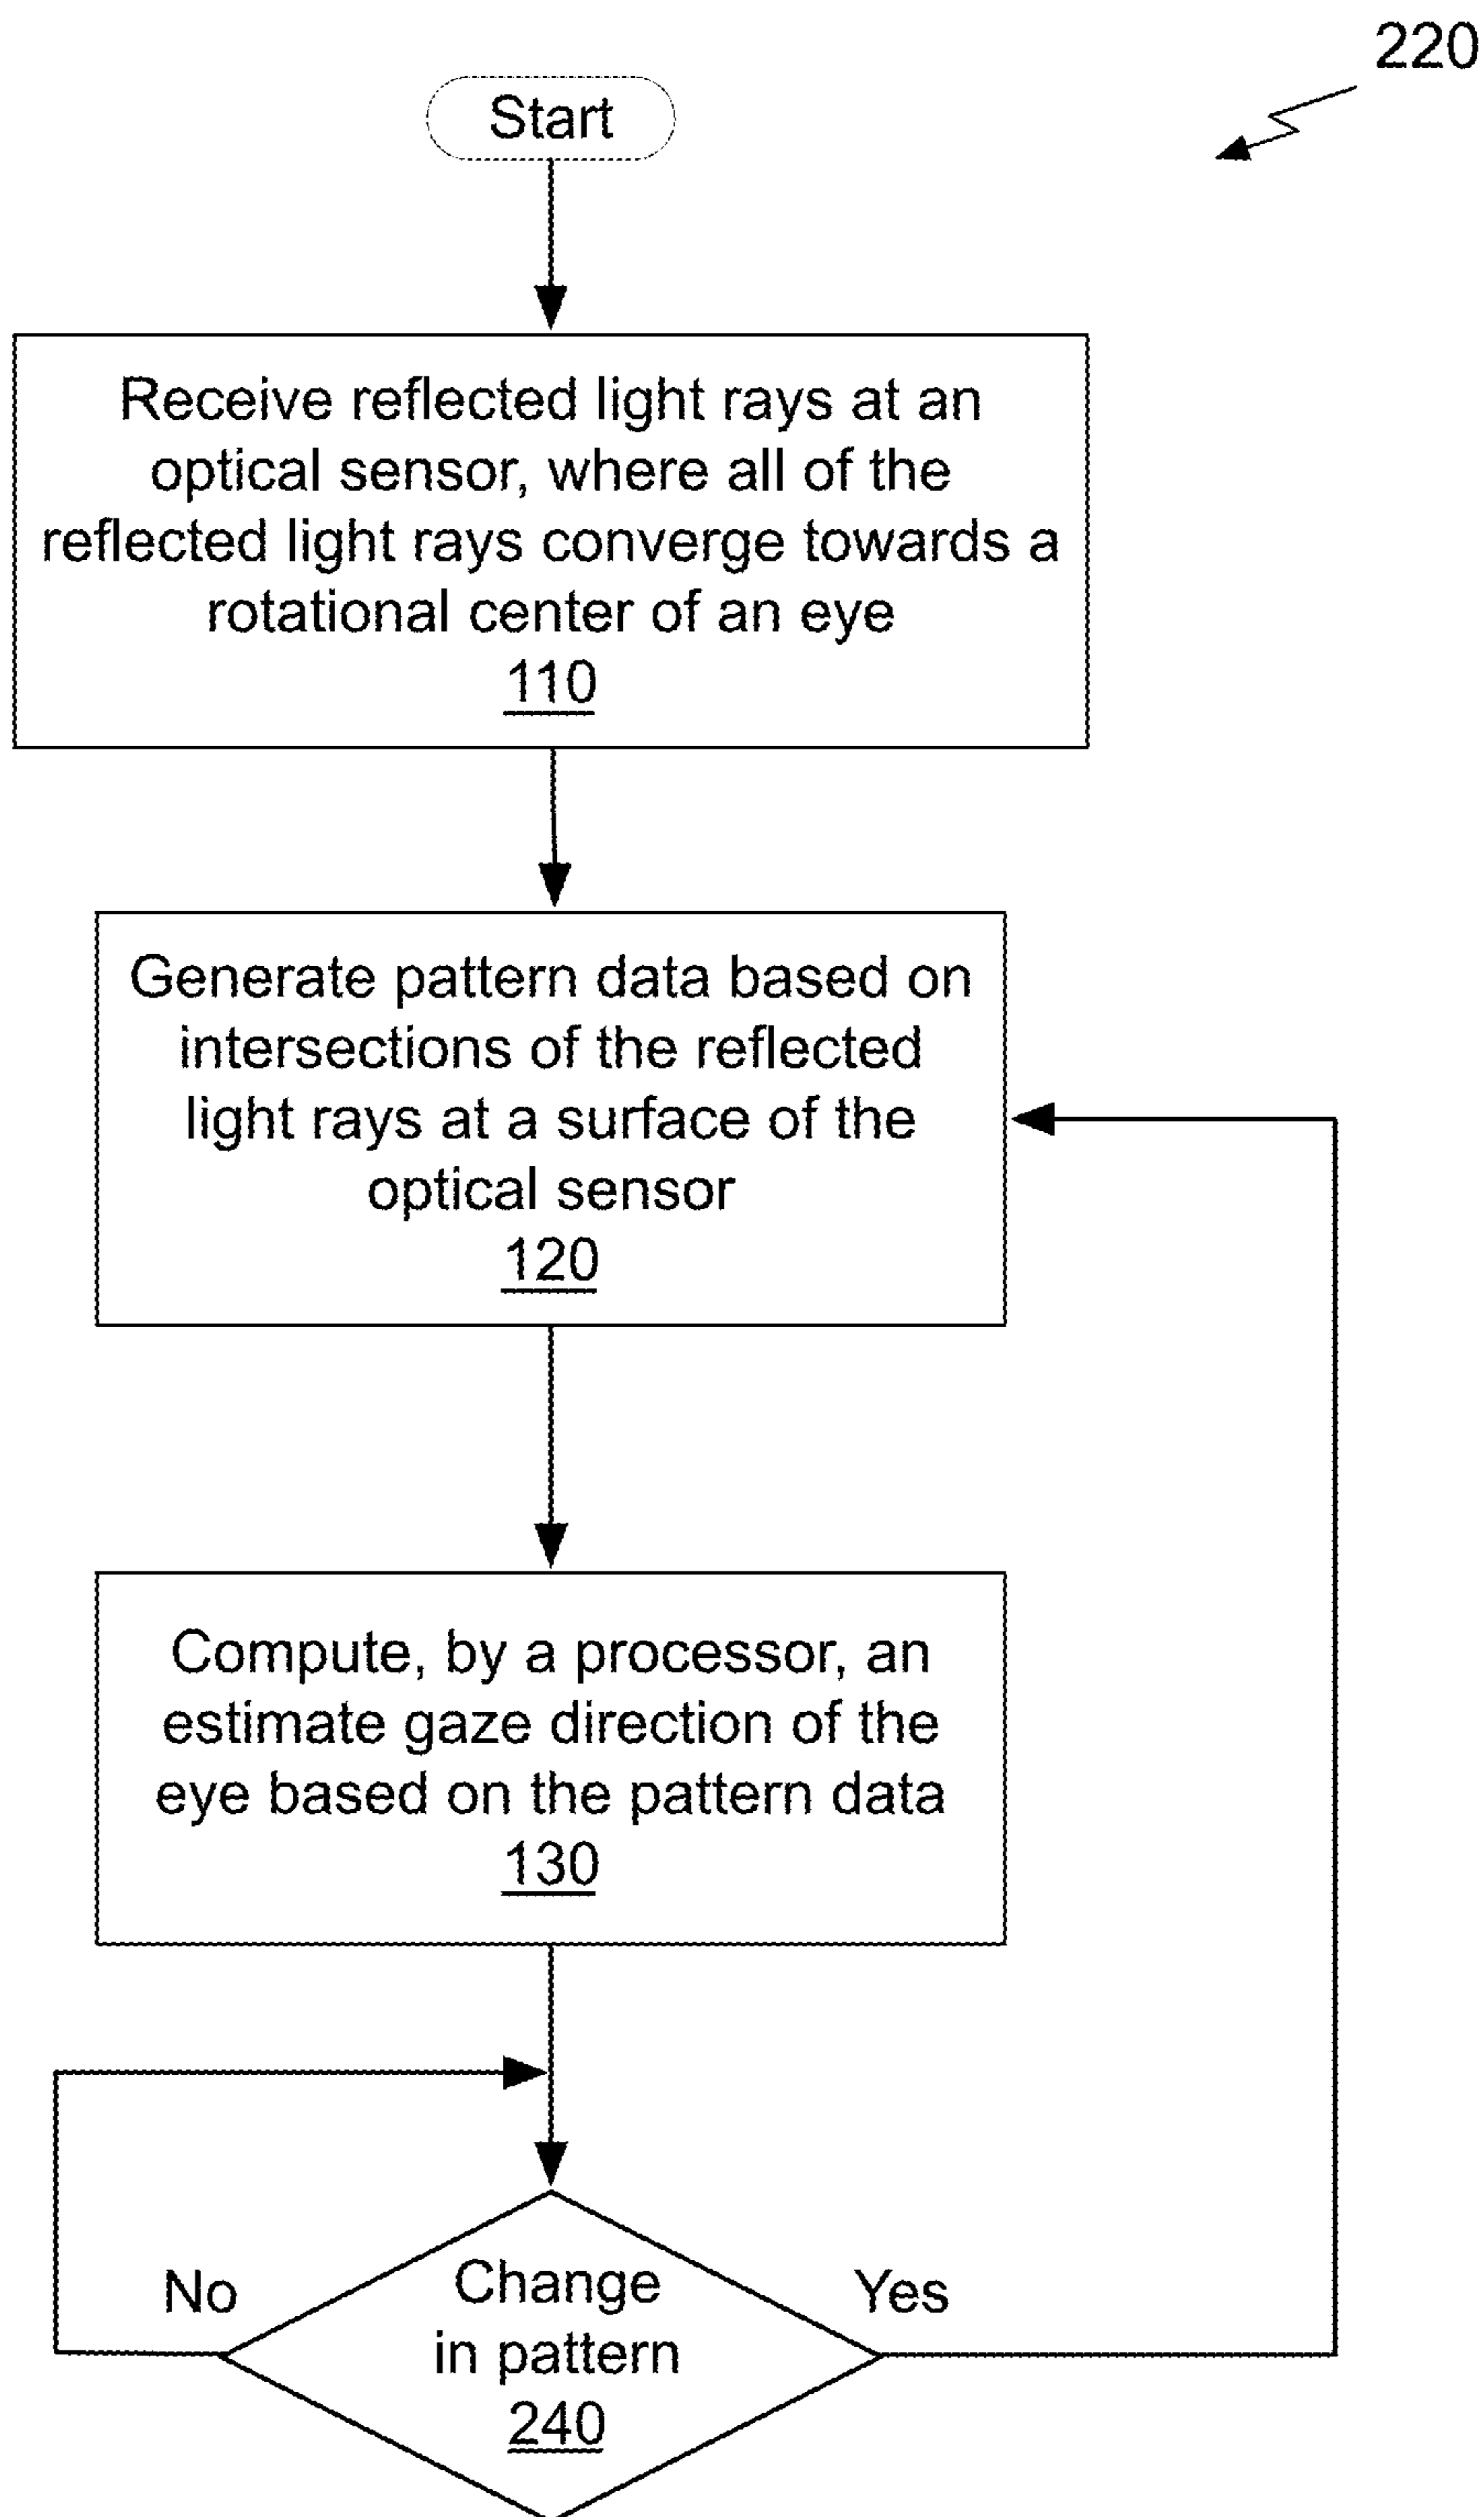 220
Start
Receive reflected light rays at an
optical sensor, where all of the
reflected light rays converge towards a
rotational center of an eye
110
Generate pattern data based on
intersections of the reflected
light rays at a surface of the
optical sensor
120
Compute, by a processor, an
estimate gaze direction of the
eye based on the pattern data
130
No
Change
in pattern
240
Yes